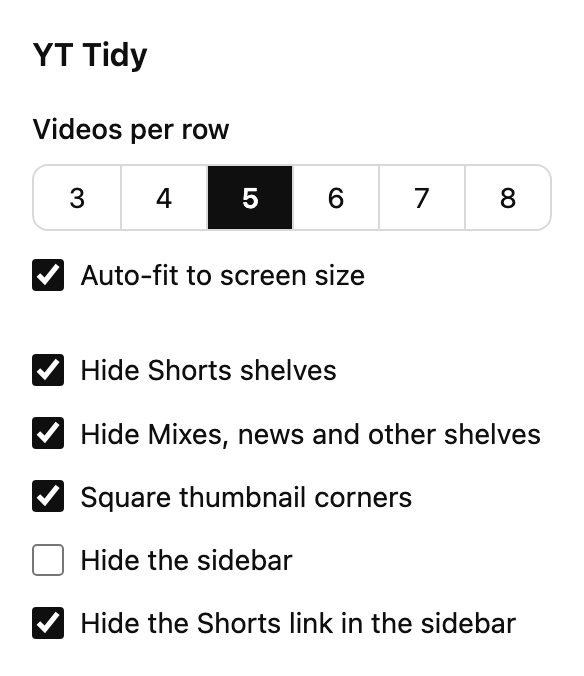 YT Tidy
Videos per row
3 4 5 6 7 8
Auto-fit to screen size
Hide Shorts shelves
Hide Mixes, news and other shelves
Square thumbnail corners
Hide the sidebar
Hide the Shorts link in the sidebar